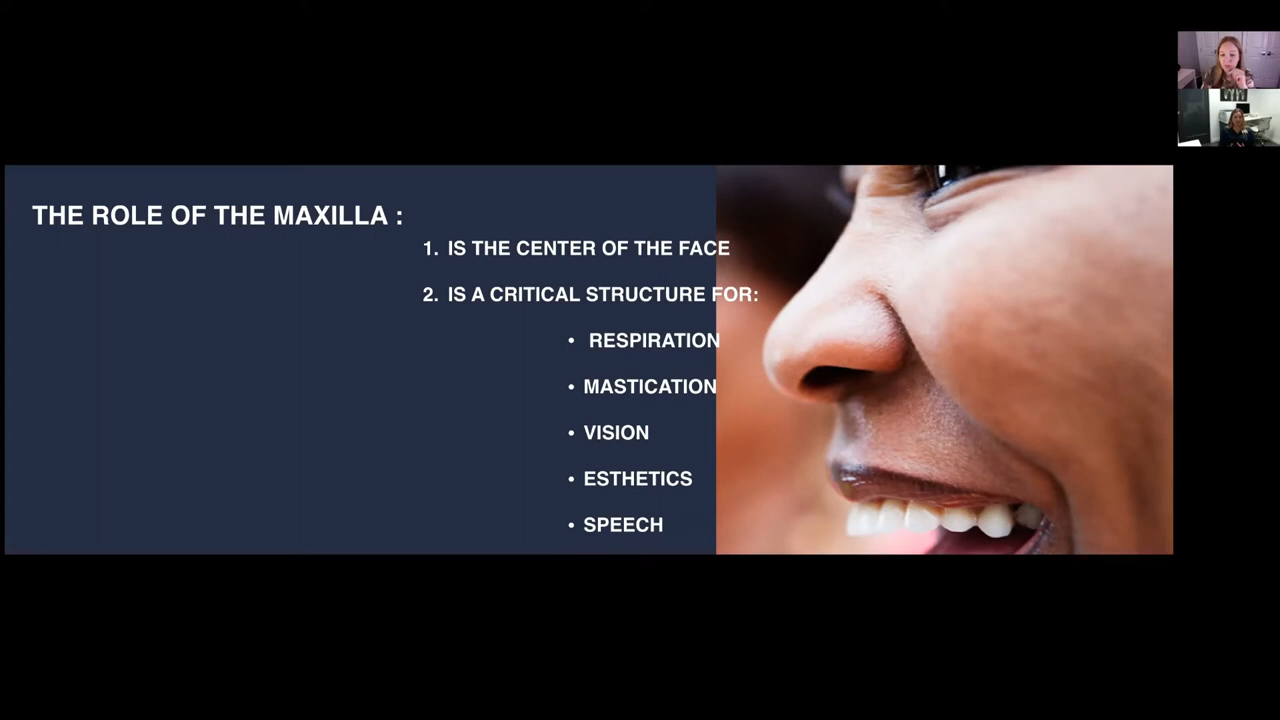 THE ROLE OF THE MAXILLA :
1. IS THE CENTER OF THE FACE
2. IS A CRITICAL STRUCTURE FOR:
• RESPIRATION
• MASTICATION
• VISION
• ESTHETICS
• SPEECH